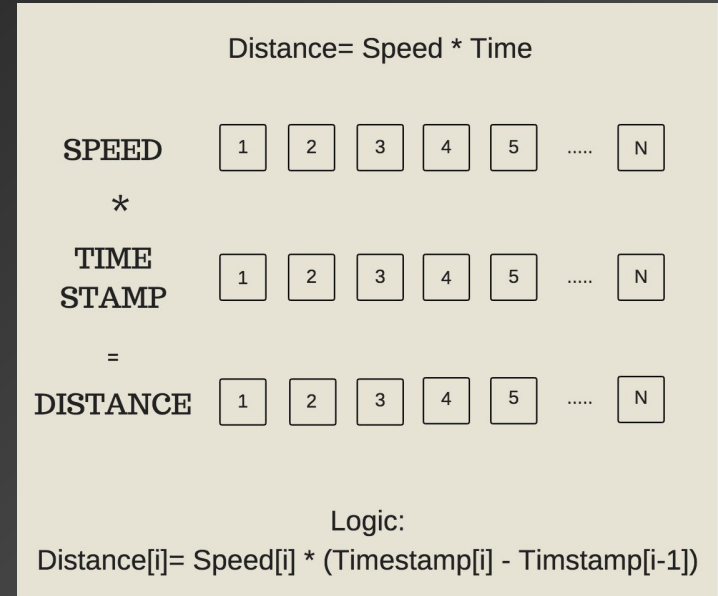 Distance= Speed * Time
SPEED 1 2 3 4 5 ..... N
*
TIME
STAMP 1 2 3 4 5 ..... N
=
DISTANCE 1 2 3 4 5 ..... N
Logic:
Distance[i]= Speed[i] * (Timestamp[i] - Timstamp[i-1])